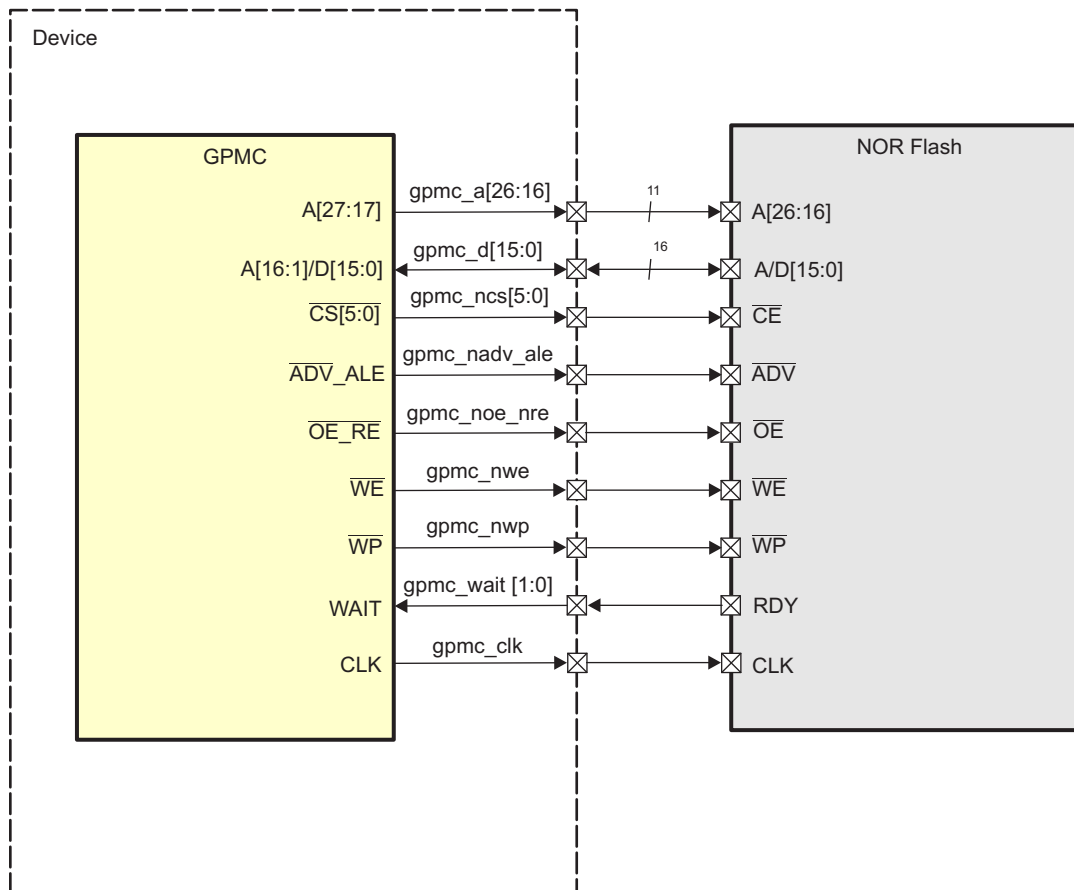 Device
GPMC
NOR Flash
A[27:17] gpmc_a[26:16] 11 A[26:16]
A[16:1]/D[15:0] gpmc_d[15:0] 16 A/D[15:0]
CS[5:0] gpmc_ncs[5:0] CE
ADV_ALE gpmc_nadv_ale ADV
OE_RE gpmc_noe_nre OE
WE gpmc_nwe WE
WP gpmc_nwp WP
WAIT gpmc_wait [1:0] RDY
CLK gpmc_clk CLK